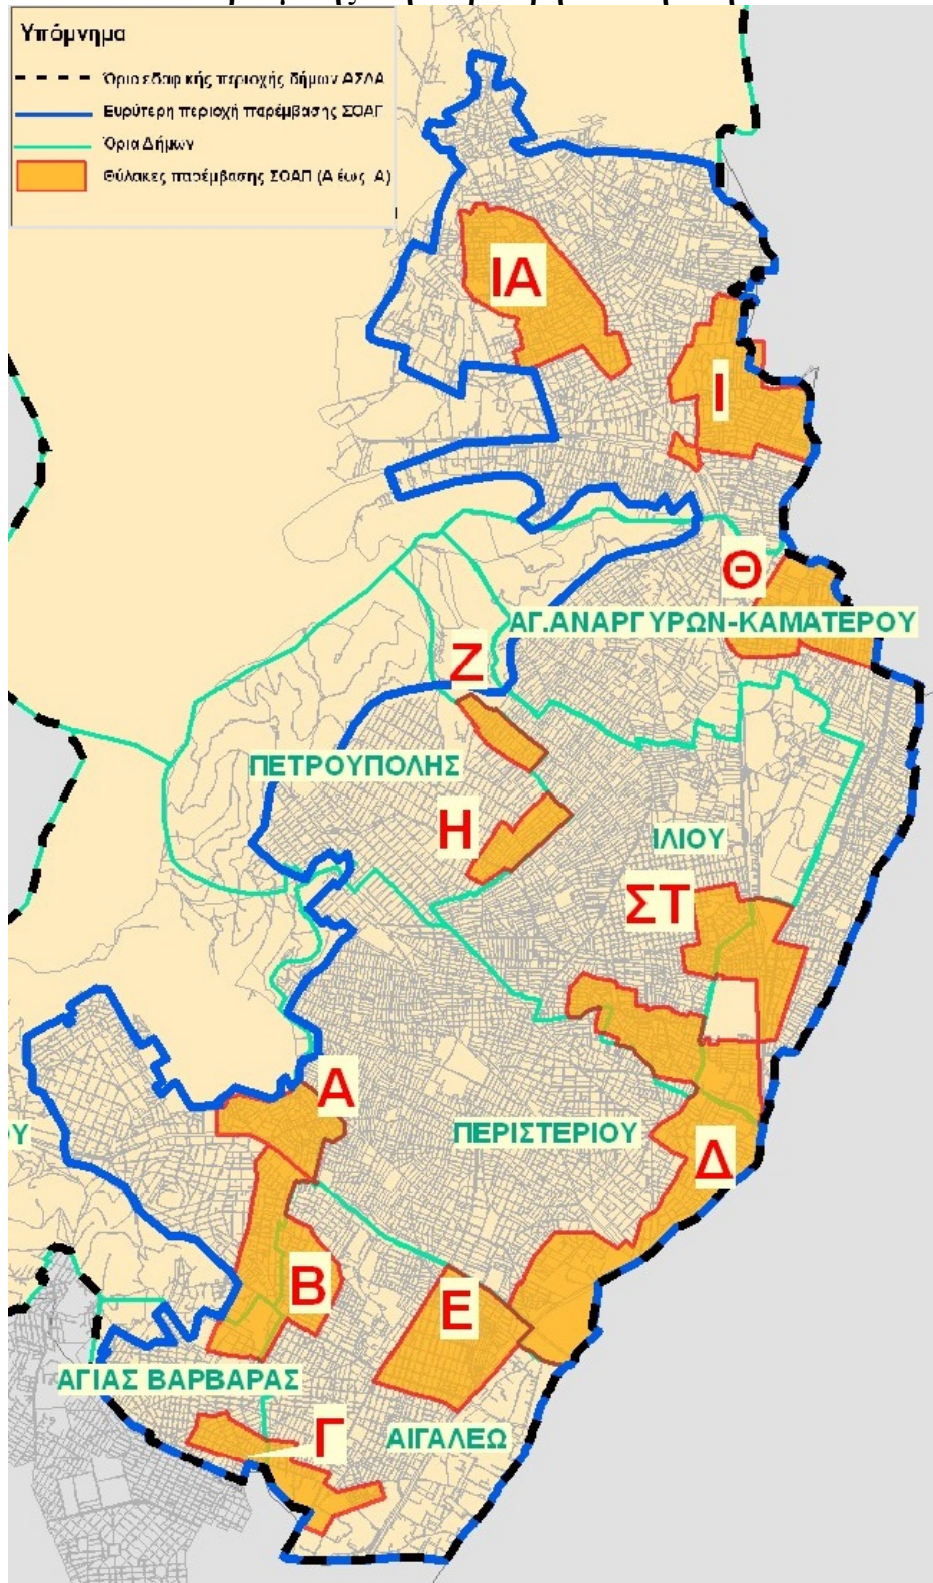 Υπόμνημα
Όρια εδαφικής περιοχής δήμων ΑΣΔΑ
Ευρύτερη περιοχή παρέμβασης ΣΟΑΠ
Όρια Δήμων
Θύλακες παρέμβασης ΣΟΑΠ (Α έως Α)
ΙΑ
Ι
Θ
ΑΓ.ΑΝΑΡΓΥΡΩΝ-ΚΑΜΑΤΕΡΟΥ
Ζ
ΠΕΤΡΟΥΠΟΛΗΣ
Η
ΙΛΙΟΥ
ΣΤ
Α
ΟΥ
ΠΕΡΙΣΤΕΡΙΟΥ
Δ
Β
Ε
ΑΓΙΑΣ ΒΑΡΒΑΡΑΣ
Γ
ΑΙΓΑΛΕΩ